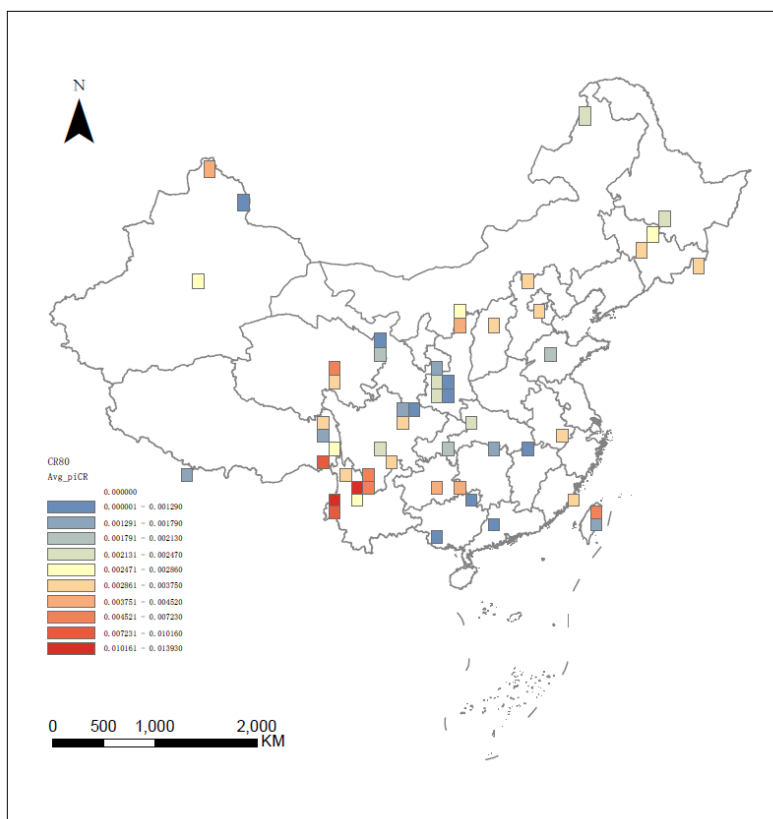 N
CR80
Avg_piCR
0.000000
0.000001 - 0.001290
0.001291 - 0.001790
0.001791 - 0.002130
0.002131 - 0.002470
0.002471 - 0.002860
0.002861 - 0.003750
0.003751 - 0.004520
0.004521 - 0.007230
0.007231 - 0.010160
0.010161 - 0.013930
0 500 1,000 2,000
KM